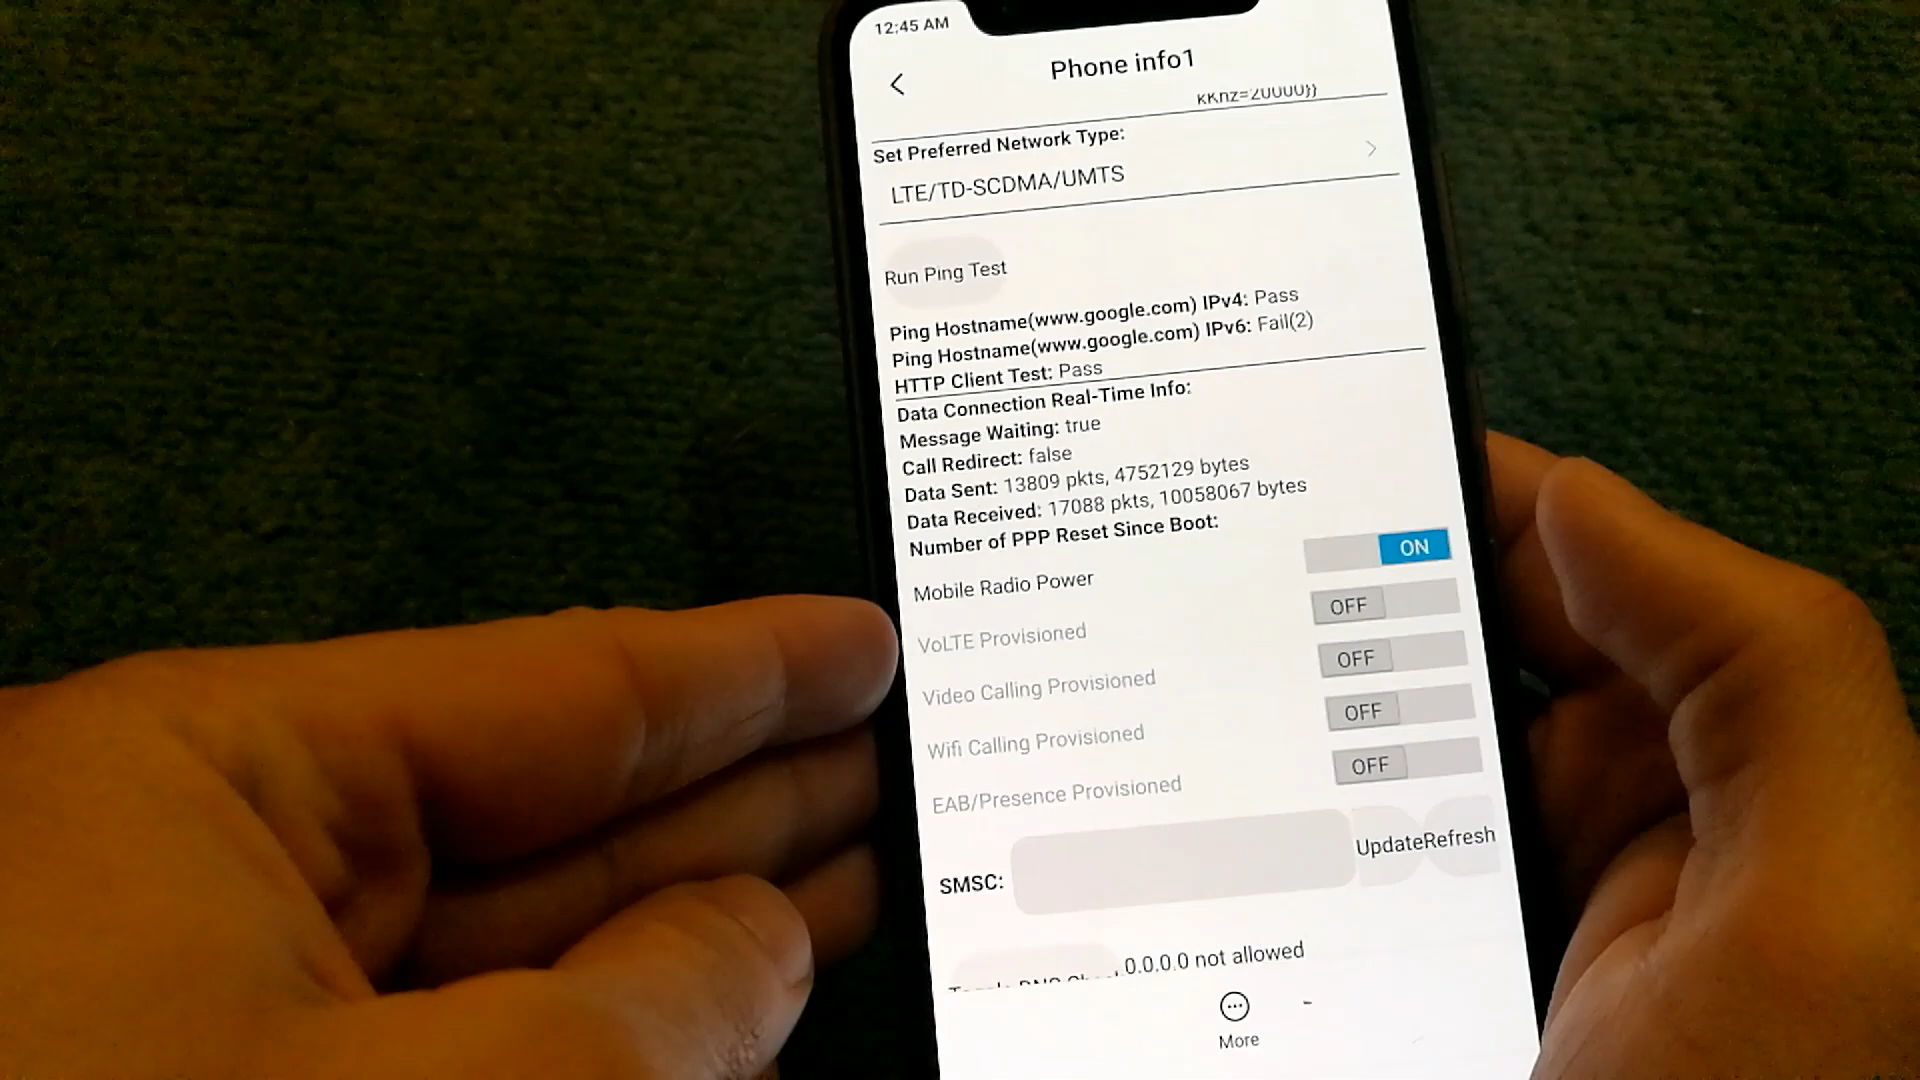 12:45 AM
Phone info1
Set Preferred Network Type:
LTE/TD-SCDMA/UMTS
Run Ping Test
Ping Hostname(www.google.com) IPv4: Pass
Ping Hostname(www.google.com) IPv6: Fail(2)
HTTP Client Test: Pass
Data Connection Real-Time Info:
Message Waiting: true
Call Redirect: false
Data Sent: 13809 pkts, 4752129 bytes
Data Received: 17088 pkts, 10058067 bytes
Number of PPP Reset Since Boot:
Mobile Radio Power ON
VoLTE Provisioned OFF
Video Calling Provisioned OFF
Wifi Calling Provisioned OFF
EAB/Presence Provisioned OFF
SMSC: UpdateRefresh
0.0.0.0 not allowed
More